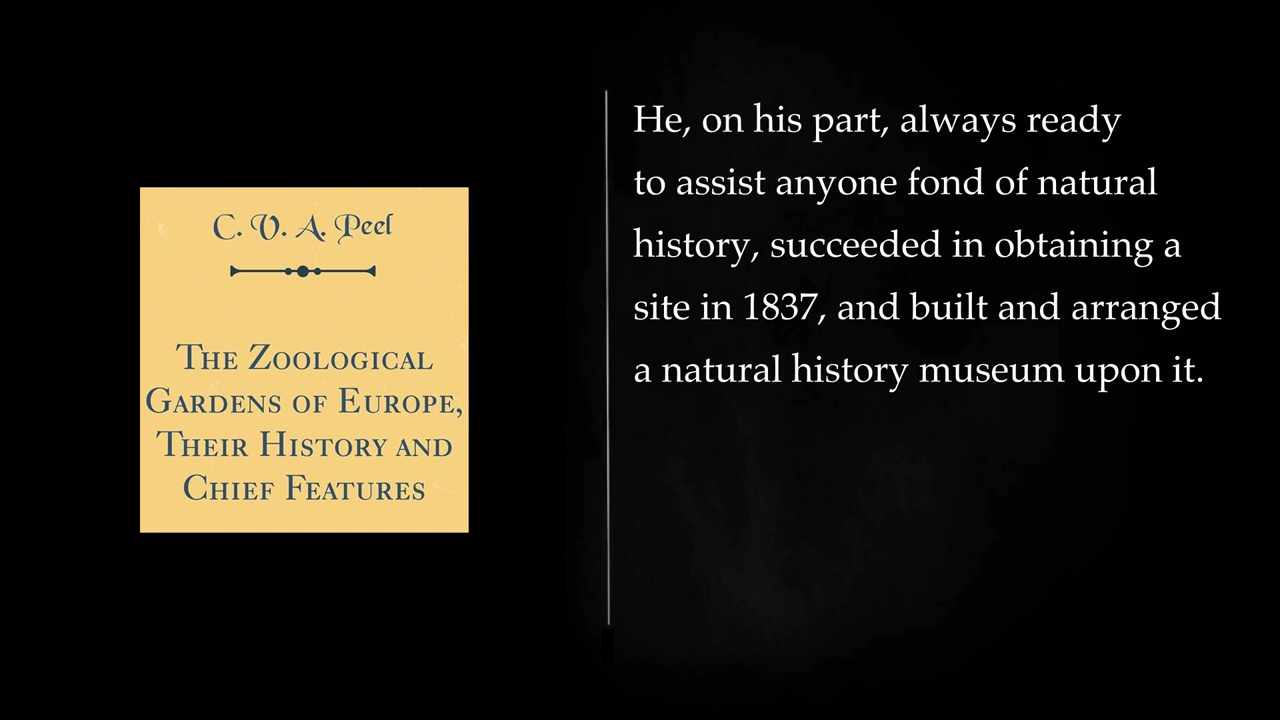 C. V. A. Peel
The Zoological
Gardens of Europe,
Their History and
Chief Features
He, on his part, always ready
to assist anyone fond of natural
history, succeeded in obtaining a
site in 1837, and built and arranged
a natural history museum upon it.